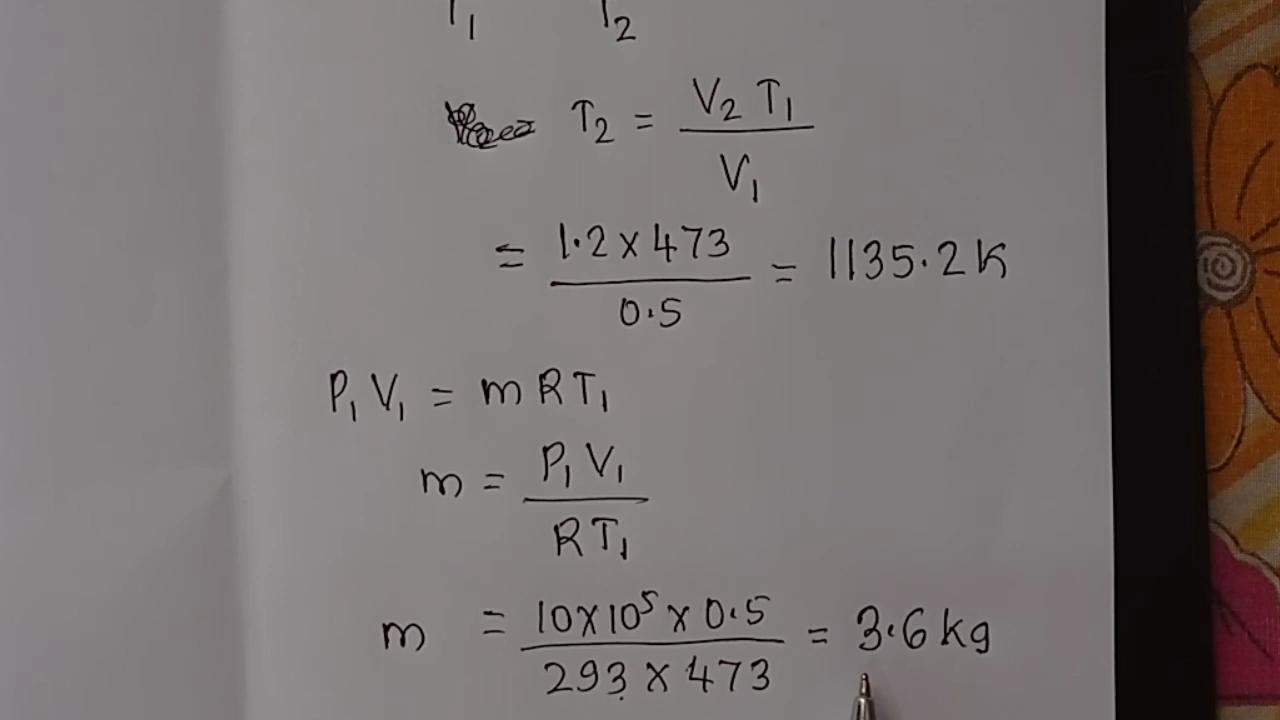 T₁ T₂
T₂ = V₂ T₁ / V₁
= 1.2 x 473 / 0.5 = 1135.2 K
P₁ V₁ = m R T₁
m = P₁ V₁ / R T₁
m = 10 x 10⁵ x 0.5 / 293 x 473 = 3.6 kg